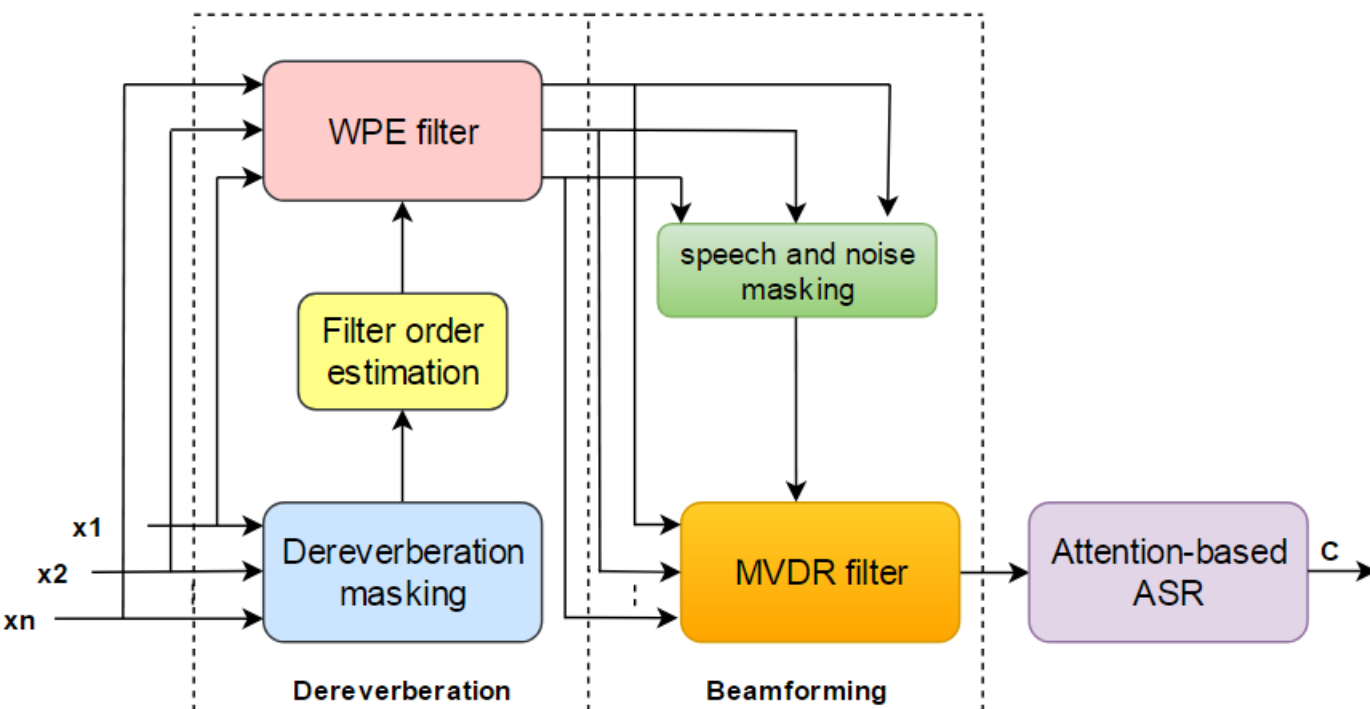 WPE filter
speech and noise
masking
Filter order
estimation
x1
x2
xn
Dereverberation
masking
MVDR filter
Attention-based
ASR
C
Dereverberation
Beamforming